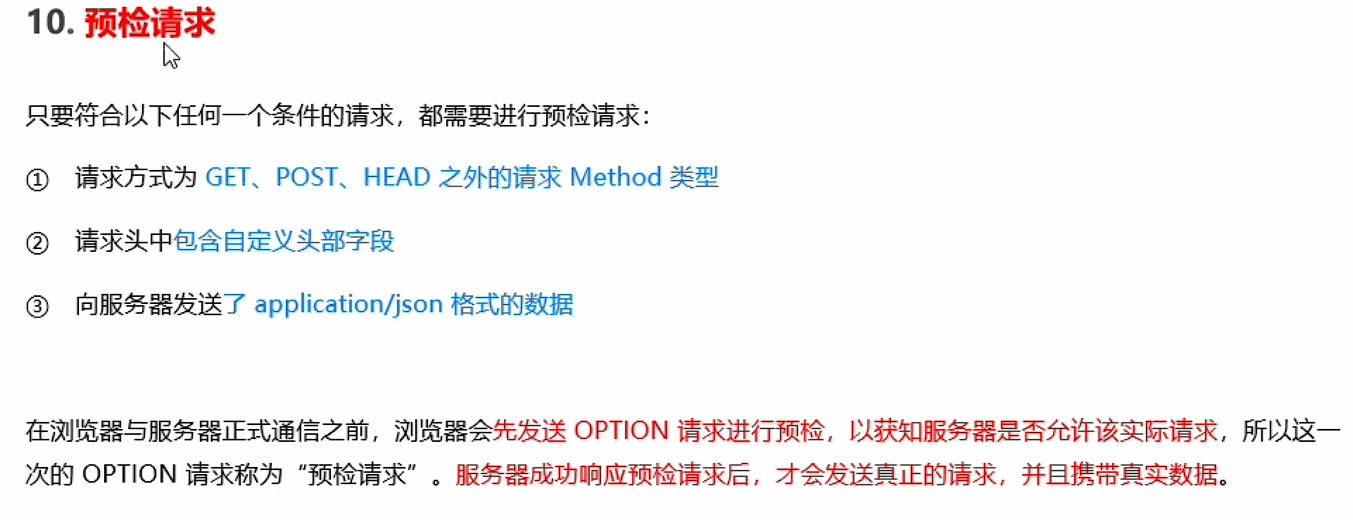 10. 预检请求
只要符合以下任何一个条件的请求，都需要进行预检请求：
① 请求方式为 GET、POST、HEAD 之外的请求 Method 类型
② 请求头中包含自定义头部字段
③ 向服务器发送了 application/json 格式的数据
在浏览器与服务器正式通信之前，浏览器会先发送 OPTION 请求进行预检，以获知服务器是否允许该实际请求，所以这一
次的 OPTION 请求称为“预检请求”。服务器成功响应预检请求后，才会发送真正的请求，并且携带真实数据。